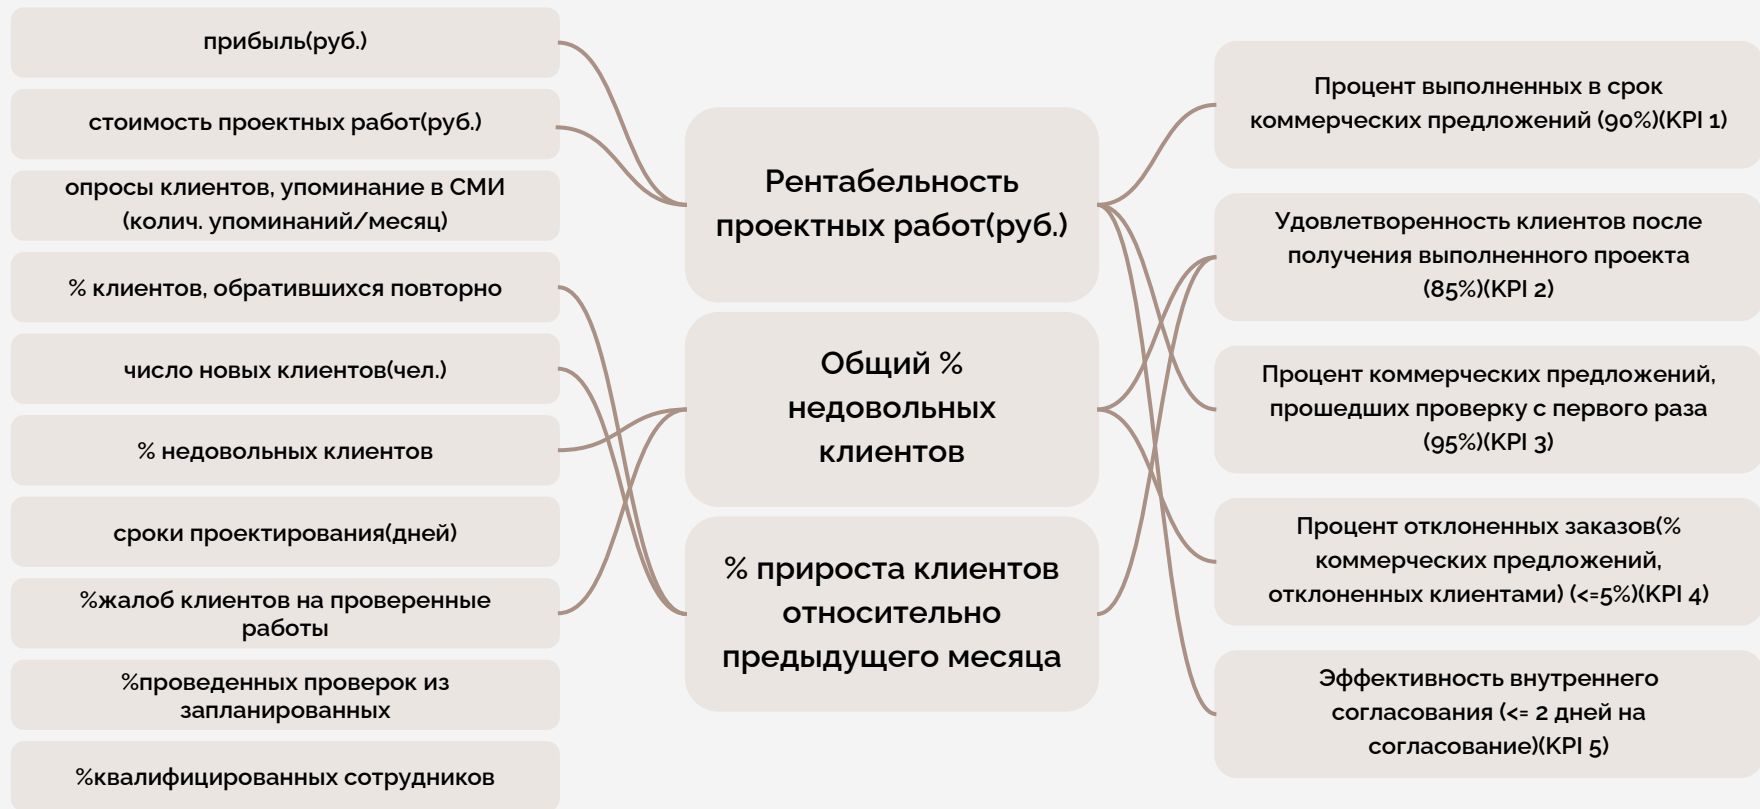 прибыль(руб.)
стоимость проектных работ(руб.)
опросы клиентов, упоминание в СМИ
(колич. упоминаний/месяц)
% клиентов, обратившихся повторно
число новых клиентов(чел.)
% недовольных клиентов
сроки проектирования(дней)
%жалоб клиентов на проверенные
работы
%проведенных проверок из
запланированных
%квалифицированных сотрудников
Рентабельность
проектных работ(руб.)
Общий %
недовольных
клиентов
% прироста клиентов
относительно
предыдущего месяца
Процент выполненных в срок
коммерческих предложений (90%)(KPI 1)
Удовлетворенность клиентов после
получения выполненного проекта
(85%)(KPI 2)
Процент коммерческих предложений,
прошедших проверку с первого раза
(95%)(KPI 3)
Процент отклоненных заказов(%
коммерческих предложений,
отклоненных клиентами) (<=5%)(KPI 4)
Эффективность внутреннего
согласования (<= 2 дней на
согласование)(KPI 5)